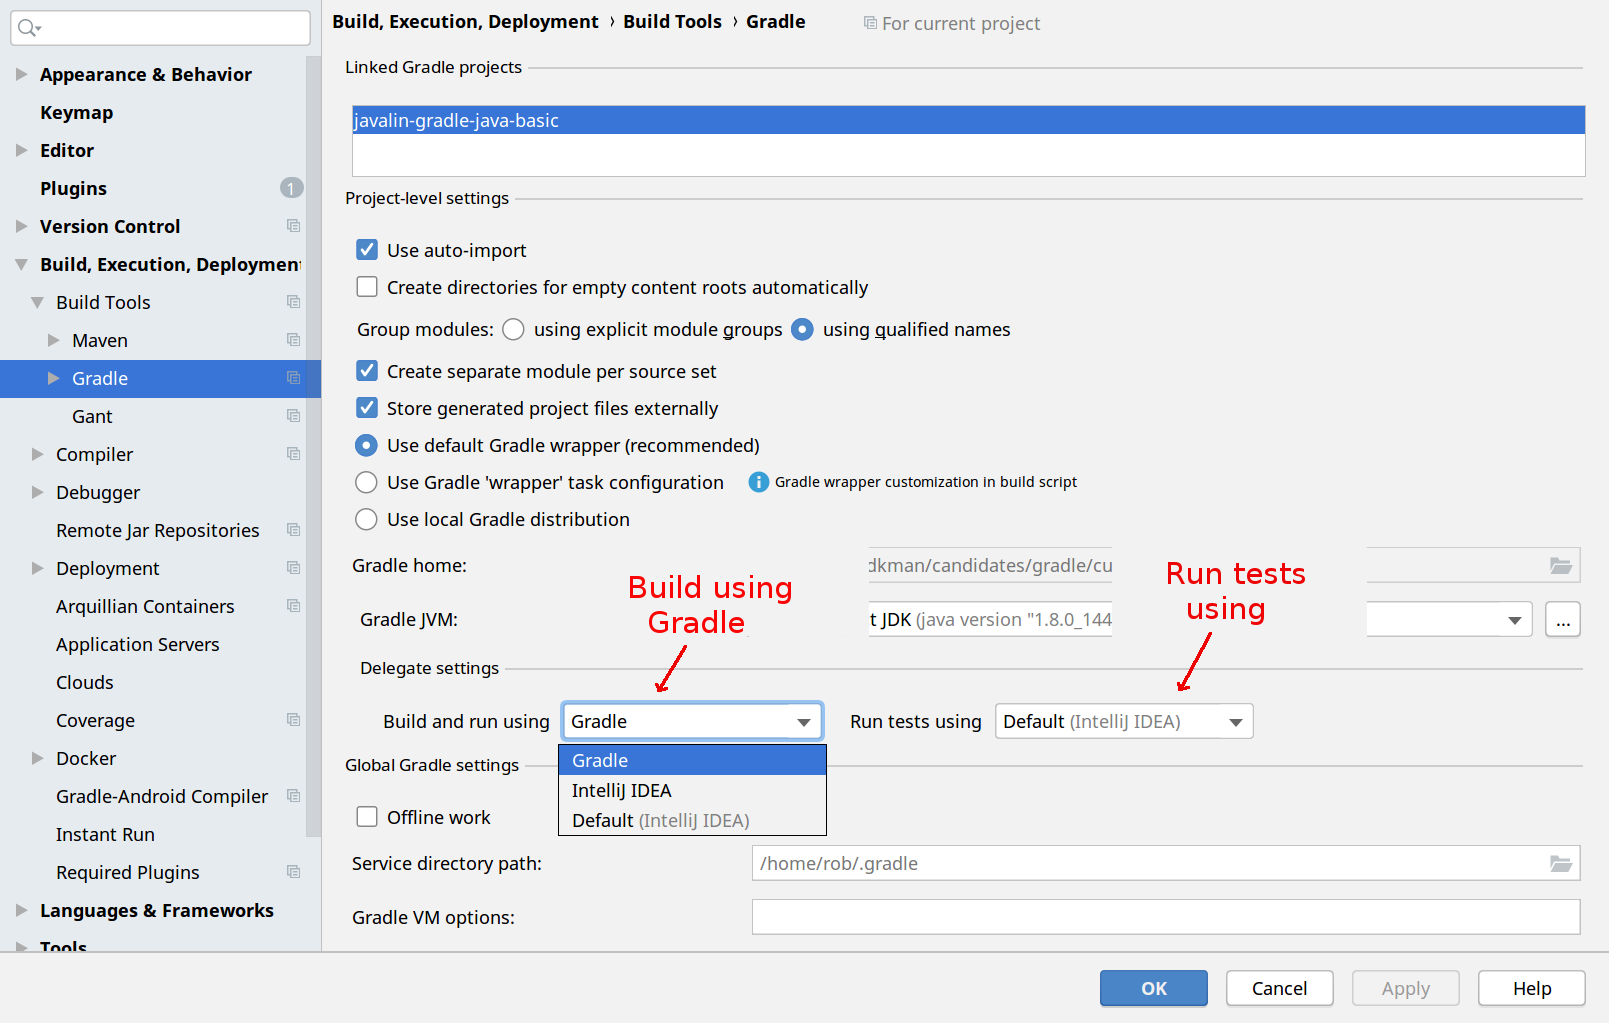 Appearance & Behavior
Keymap
Editor
Plugins 1
Version Control
Build, Execution, Deploymen
Build Tools
Maven
Gradle
Gant
Compiler
Debugger
Remote Jar Repositories
Deployment
Arquillian Containers
Application Servers
Clouds
Coverage
Docker
Gradle-Android Compiler
Instant Run
Required Plugins
Languages & Frameworks
Tools
Build, Execution, Deployment › Build Tools › Gradle For current project
Linked Gradle projects
javalin-gradle-java-basic
Project-level settings
Use auto-import
Create directories for empty content roots automatically
Group modules: using explicit module groups using qualified names
Create separate module per source set
Store generated project files externally
Use default Gradle wrapper (recommended)
Use Gradle 'wrapper' task configuration Gradle wrapper customization in build script
Use local Gradle distribution
Gradle home: dkman/candidates/gradle/cu
Build using
Gradle
Run tests
using
Gradle JVM: t JDK (java version "1.8.0_144 ...
Delegate settings
Build and run using Gradle Run tests using Default (IntelliJ IDEA)
Gradle
IntelliJ IDEA
Default (IntelliJ IDEA)
Global Gradle settings
Offline work
Service directory path: /home/rob/.gradle
Gradle VM options:
OK Cancel Apply Help